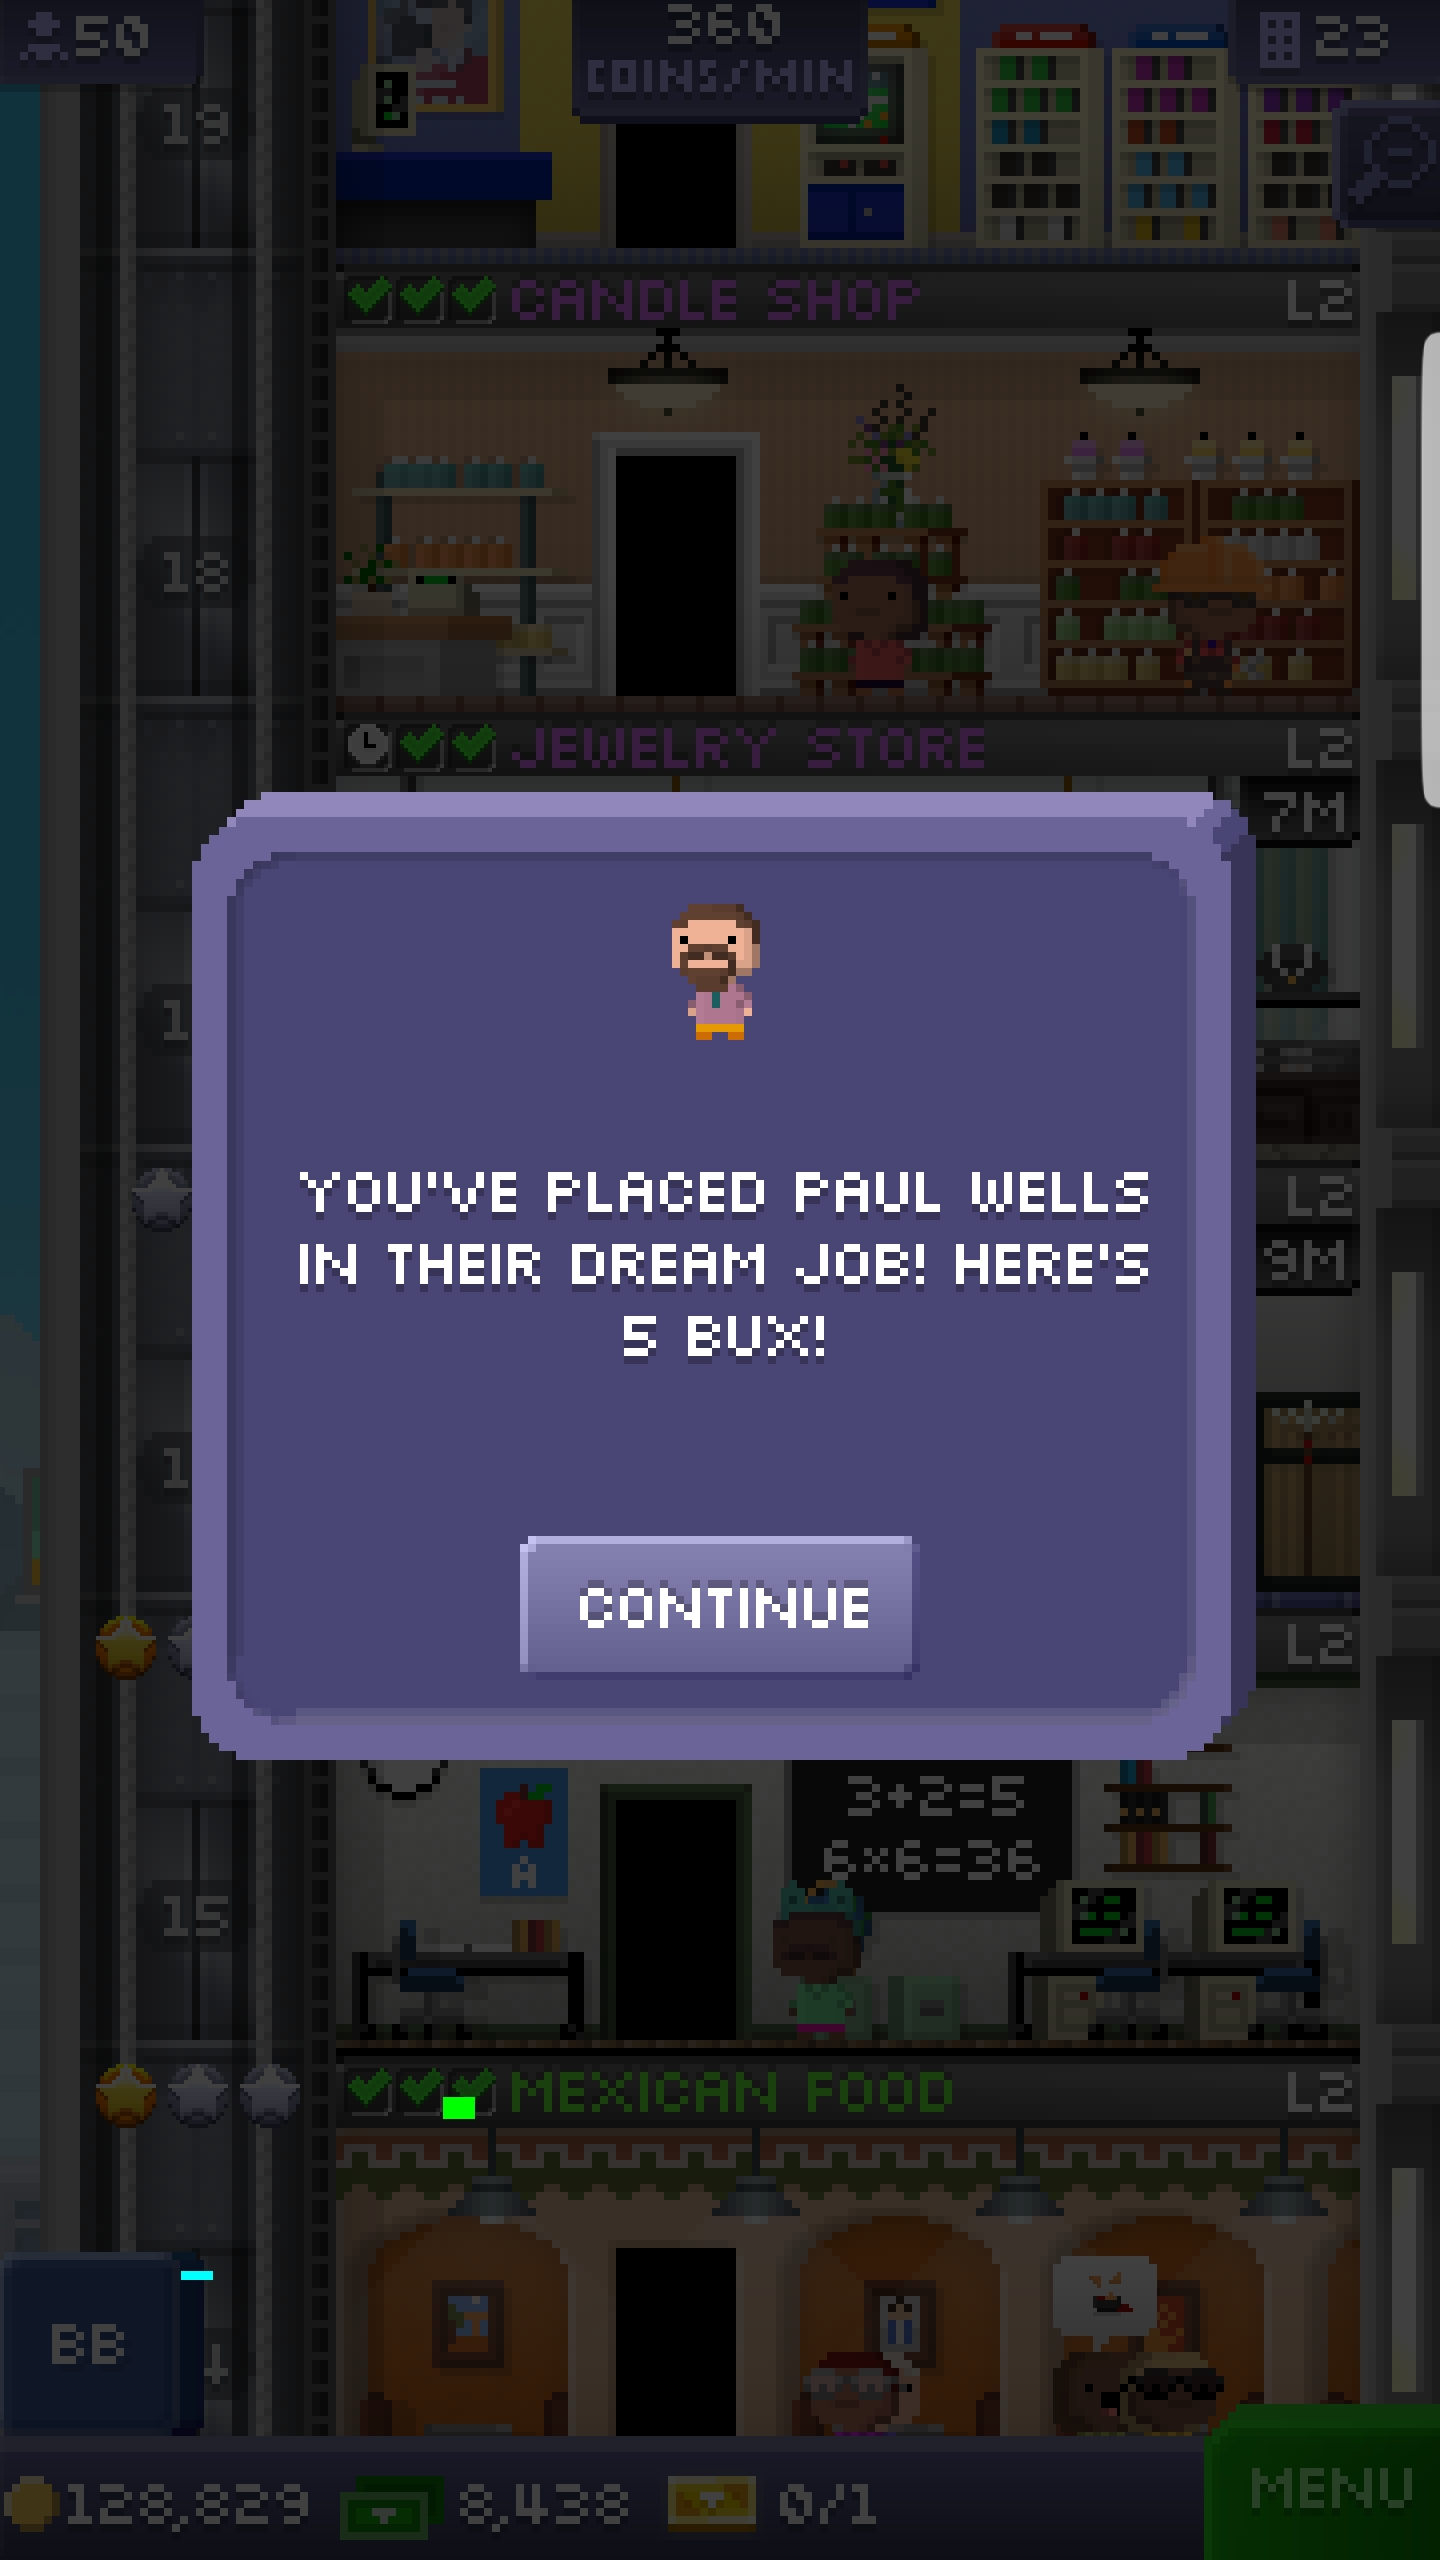 50
360
COINS/MIN
23
19
CANDLE SHOP
L2
18
JEWELRY STORE
L2
7M
YOU'VE PLACED PAUL WELLS
IN THEIR DREAM JOB! HERE'S
5 BUX!
L2
9M
CONTINUE
L2
3+2=5
6×6=36
A
15
MEXICAN FOOD
L2
BB
128,829
8,438
0/1
MENU